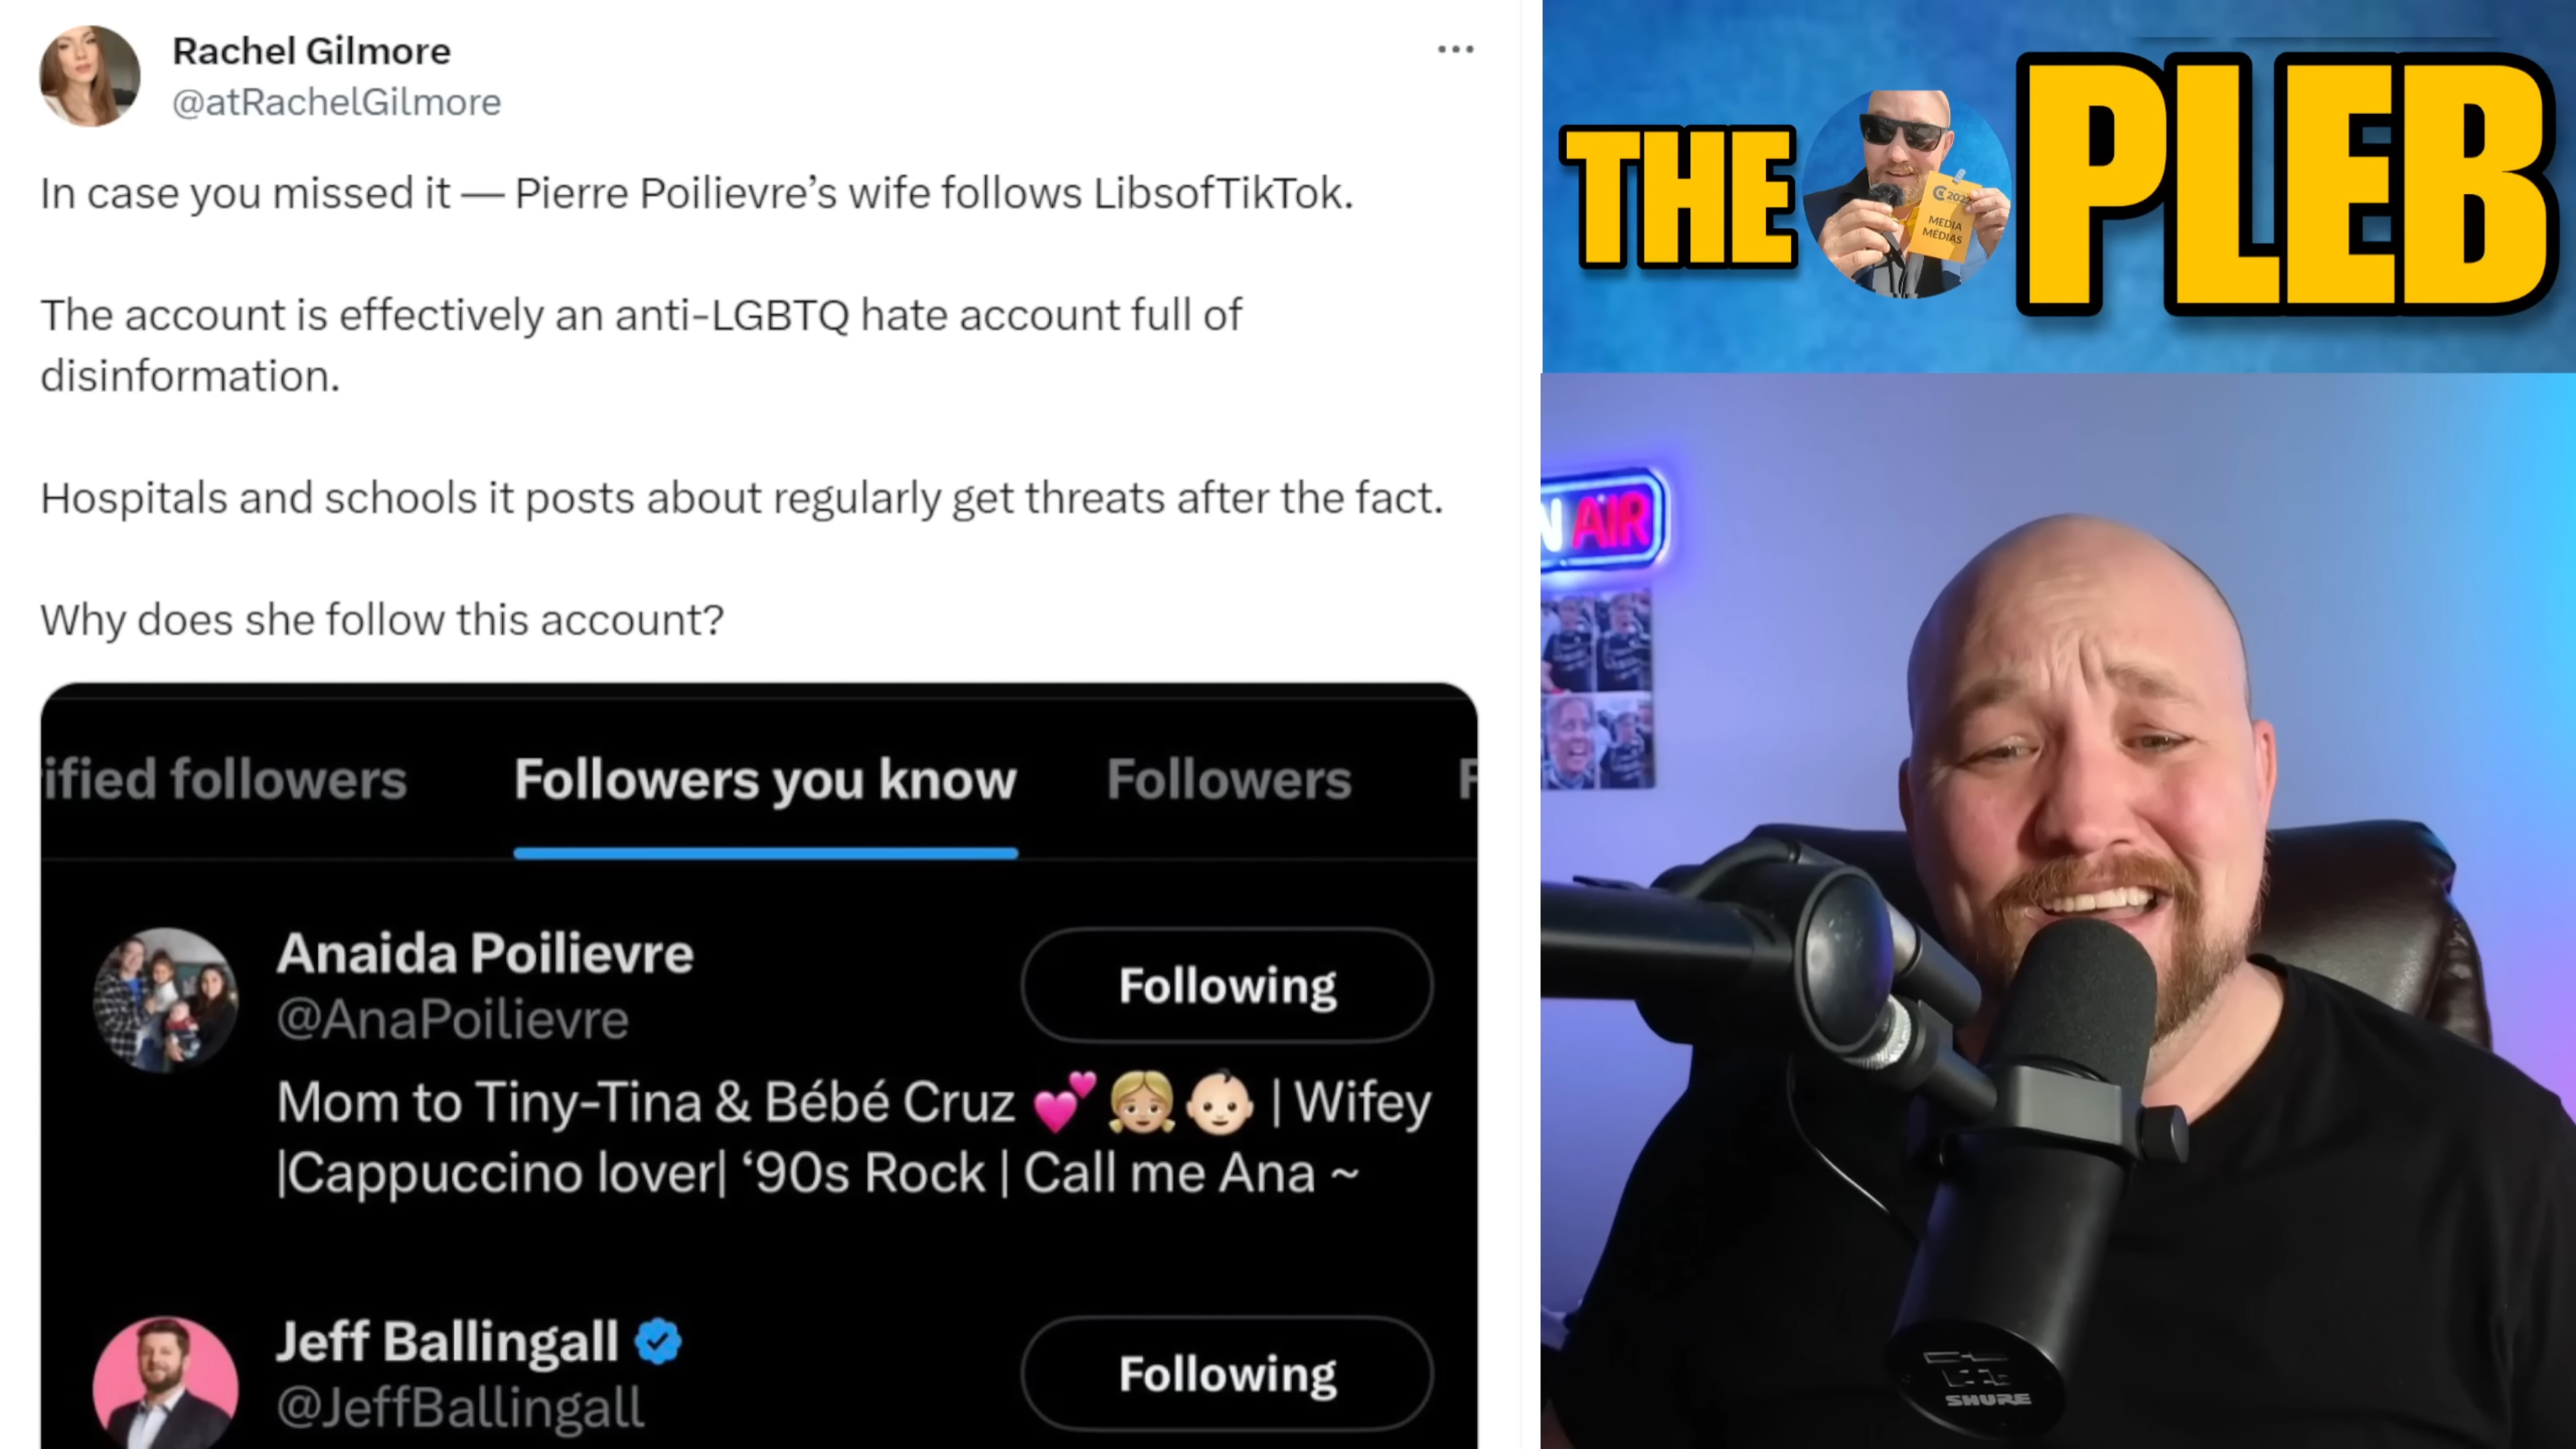 Rachel Gilmore
@atRachelGilmore
In case you missed it — Pierre Poilievre’s wife follows LibsofTikTok.
The account is effectively an anti-LGBTQ hate account full of
disinformation.
Hospitals and schools it posts about regularly get threats after the fact.
Why does she follow this account?
ified followers
Followers you know
Followers
F
Anaida Poilievre
@AnaPoilievre
Following
Mom to Tiny-Tina & Bébé Cruz 💕👧🏼👶🏻 | Wifey
|Cappuccino lover| ‘90s Rock | Call me Ana ~
Jeff Ballingall
@JeffBallingall
Following
THE PLEB
MEDIA
MÉDIAS
N AIR
SHURE